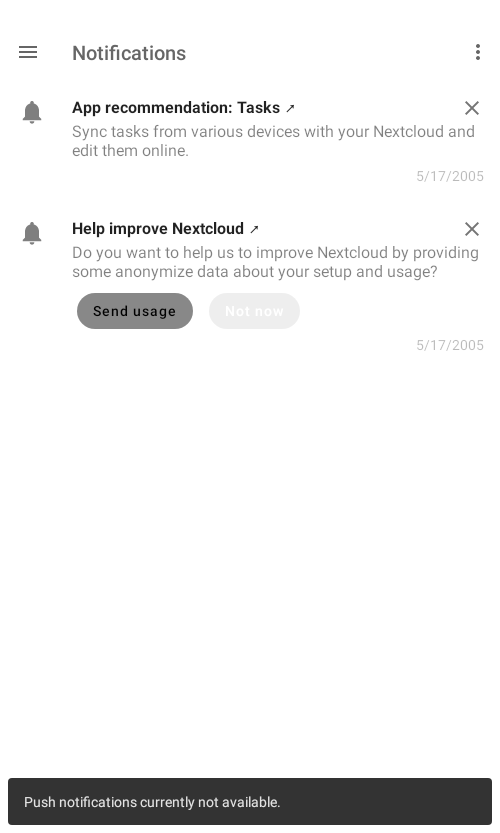 Notifications
App recommendation: Tasks ↗
Sync tasks from various devices with your Nextcloud and
edit them online.
5/17/2005
Help improve Nextcloud ↗
Do you want to help us to improve Nextcloud by providing
some anonymize data about your setup and usage?
Send usage
Not now
5/17/2005
Push notifications currently not available.